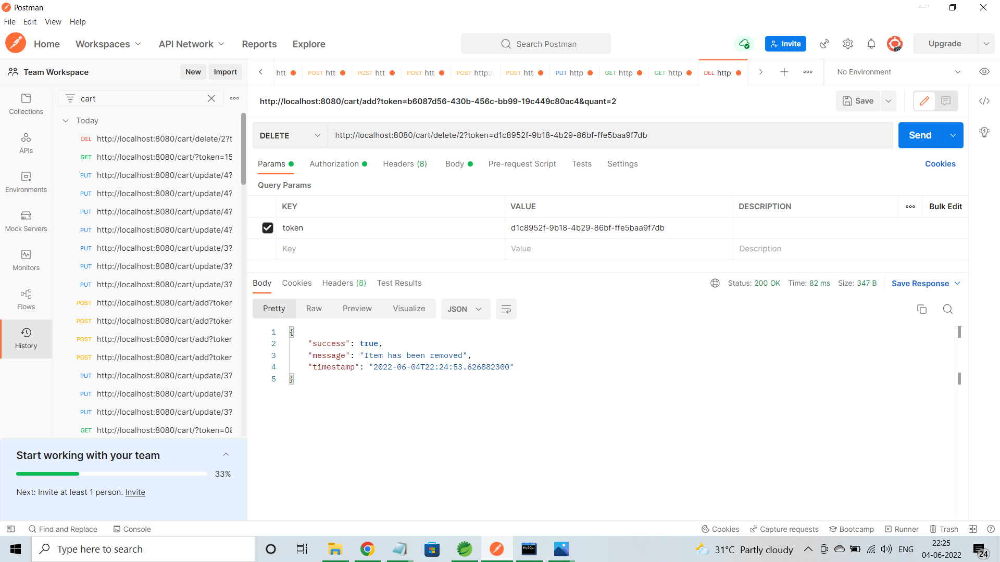 Postman
File Edit View Help
Home Workspaces API Network Reports Explore Search Postman Invite Upgrade
Team Workspace New Import
htt POST htt POST htt POST htt POST http:/ POST htt PUT http GET http GET http DEL http No Environment
cart
http://localhost:8080/cart/add?token=b6087d56-430b-456c-bb99-19c449c80ac4&quant=2 Save
Collections
APIs
Environments
Mock Servers
Monitors
Flows
History
Today
DEL http://localhost:8080/cart/delete/2?t
GET http://localhost:8080/cart/?token=15
PUT http://localhost:8080/cart/update/4?
PUT http://localhost:8080/cart/update/4?
PUT http://localhost:8080/cart/update/4?
PUT http://localhost:8080/cart/update/4?
PUT http://localhost:8080/cart/update/3?
PUT http://localhost:8080/cart/update/3?
PUT http://localhost:8080/cart/update/3?
POST http://localhost:8080/cart/add?toker
POST http://localhost:8080/cart/add?toker
POST http://localhost:8080/cart/add?toker
POST http://localhost:8080/cart/add?toker
PUT http://localhost:8080/cart/update/3?
PUT http://localhost:8080/cart/update/3?
PUT http://localhost:8080/cart/update/3?
GET http://localhost:8080/cart/?token=08
DELETE http://localhost:8080/cart/delete/2?token=d1c8952f-9b18-4b29-86bf-ffe5baa9f7db Send
Params Authorization Headers (8) Body Pre-request Script Tests Settings Cookies
Query Params
KEY VALUE DESCRIPTION Bulk Edit
token d1c8952f-9b18-4b29-86bf-ffe5baa9f7db
Key Value Description
Body Cookies Headers (8) Test Results Status: 200 OK Time: 82 ms Size: 347 B Save Response
Pretty Raw Preview Visualize JSON
1 {
2 "success": true,
3 "message": "Item has been removed",
4 "timestamp": "2022-06-04T22:24:53.626882300"
5 }
Start working with your team
33%
Next: Invite at least 1 person. Invite
Find and Replace Console Cookies Capture requests Bootcamp Runner Trash
Type here to search MySQL 31°C Partly cloudy ENG 22:25
04-06-2022 24